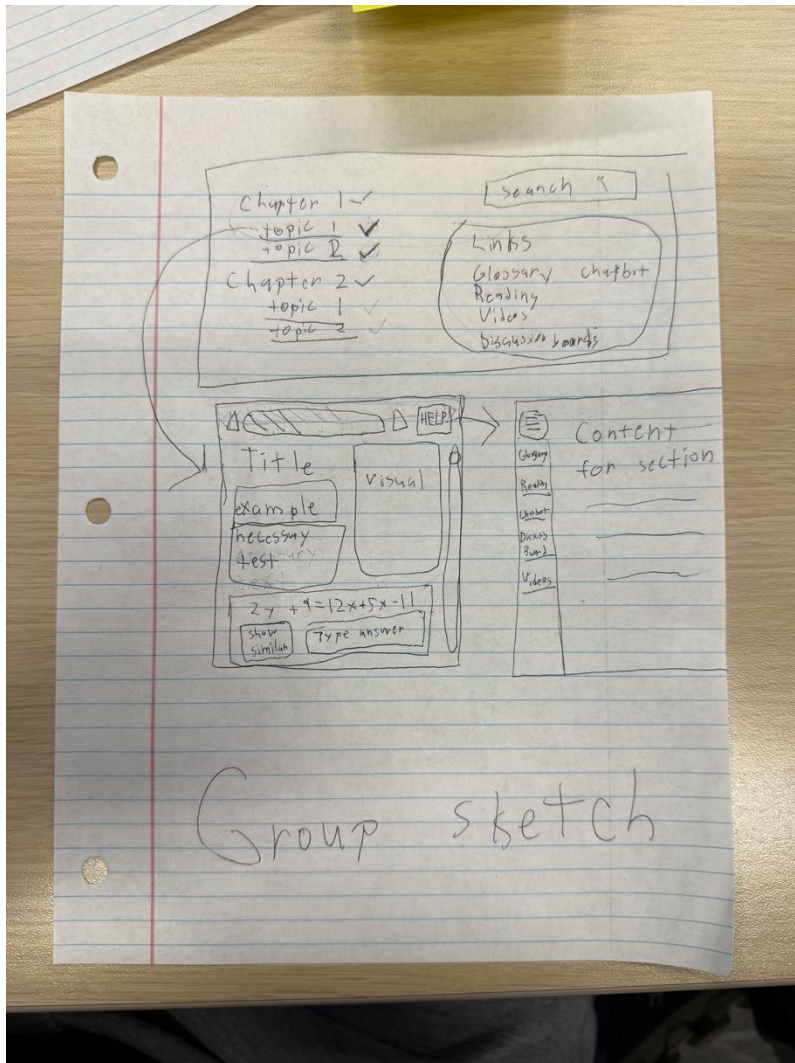 Chapter 1
topic 1
topic 2
Chapter 2
topic 1
topic 2
search
Links
Glossary chatbot
Reading
Videos
Discussion boards
HELP!
Title
example
necessary
test
Visual
2y + 9 = 12x + 5x - 11
show
similar
Type answer
Content
for section
Glossary
Reading
Chatbot
Discuss
Board
Videos
Group sketch